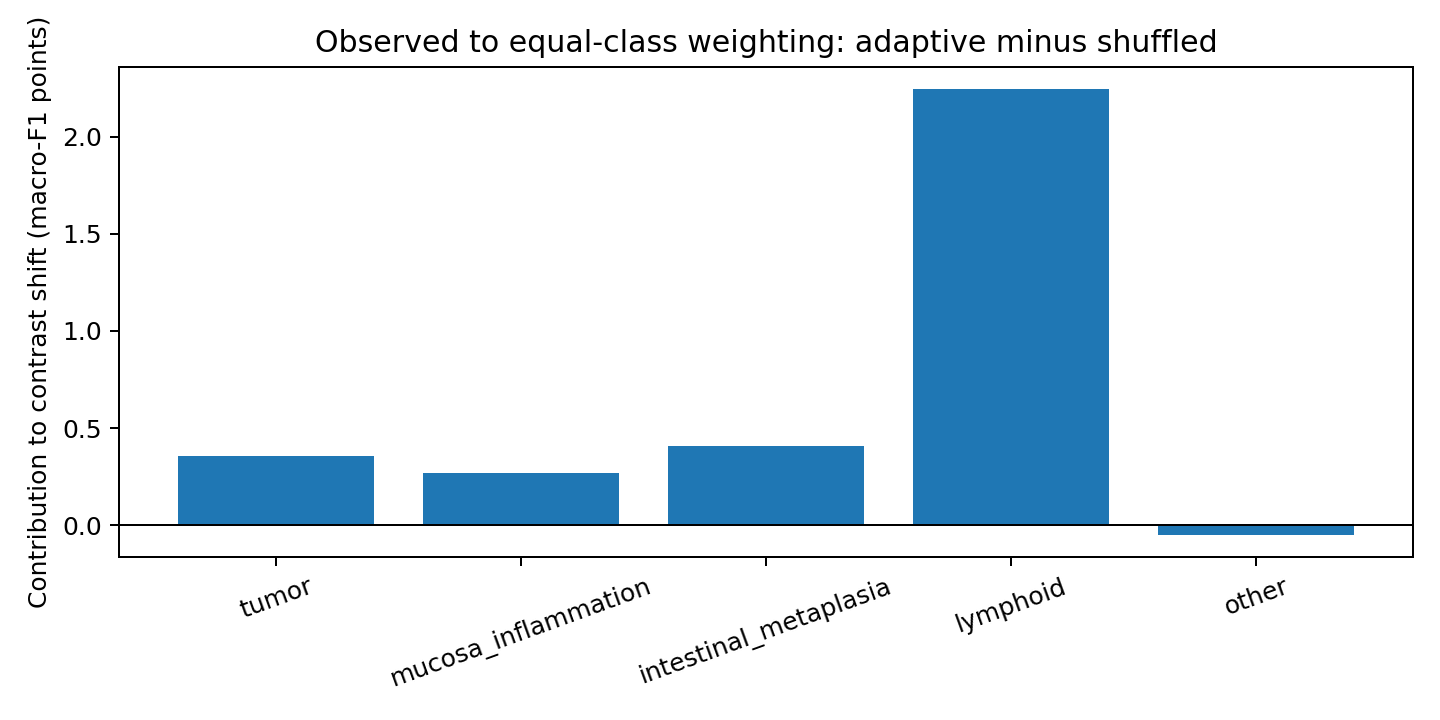 Observed to equal-class weighting: adaptive minus shuffled
Contribution to contrast shift (macro-F1 points)
2.0
1.5
1.0
0.5
0.0
tumor
mucosa_inflammation
intestinal_metaplasia
lymphoid
other